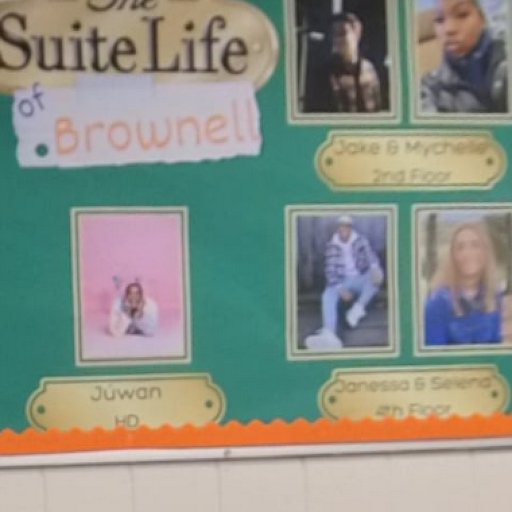 The
Suite Life
of
Brownell
Jake & Mychelle
2nd Floor
Juwan
HD
Janessa & Selena
4th Floor